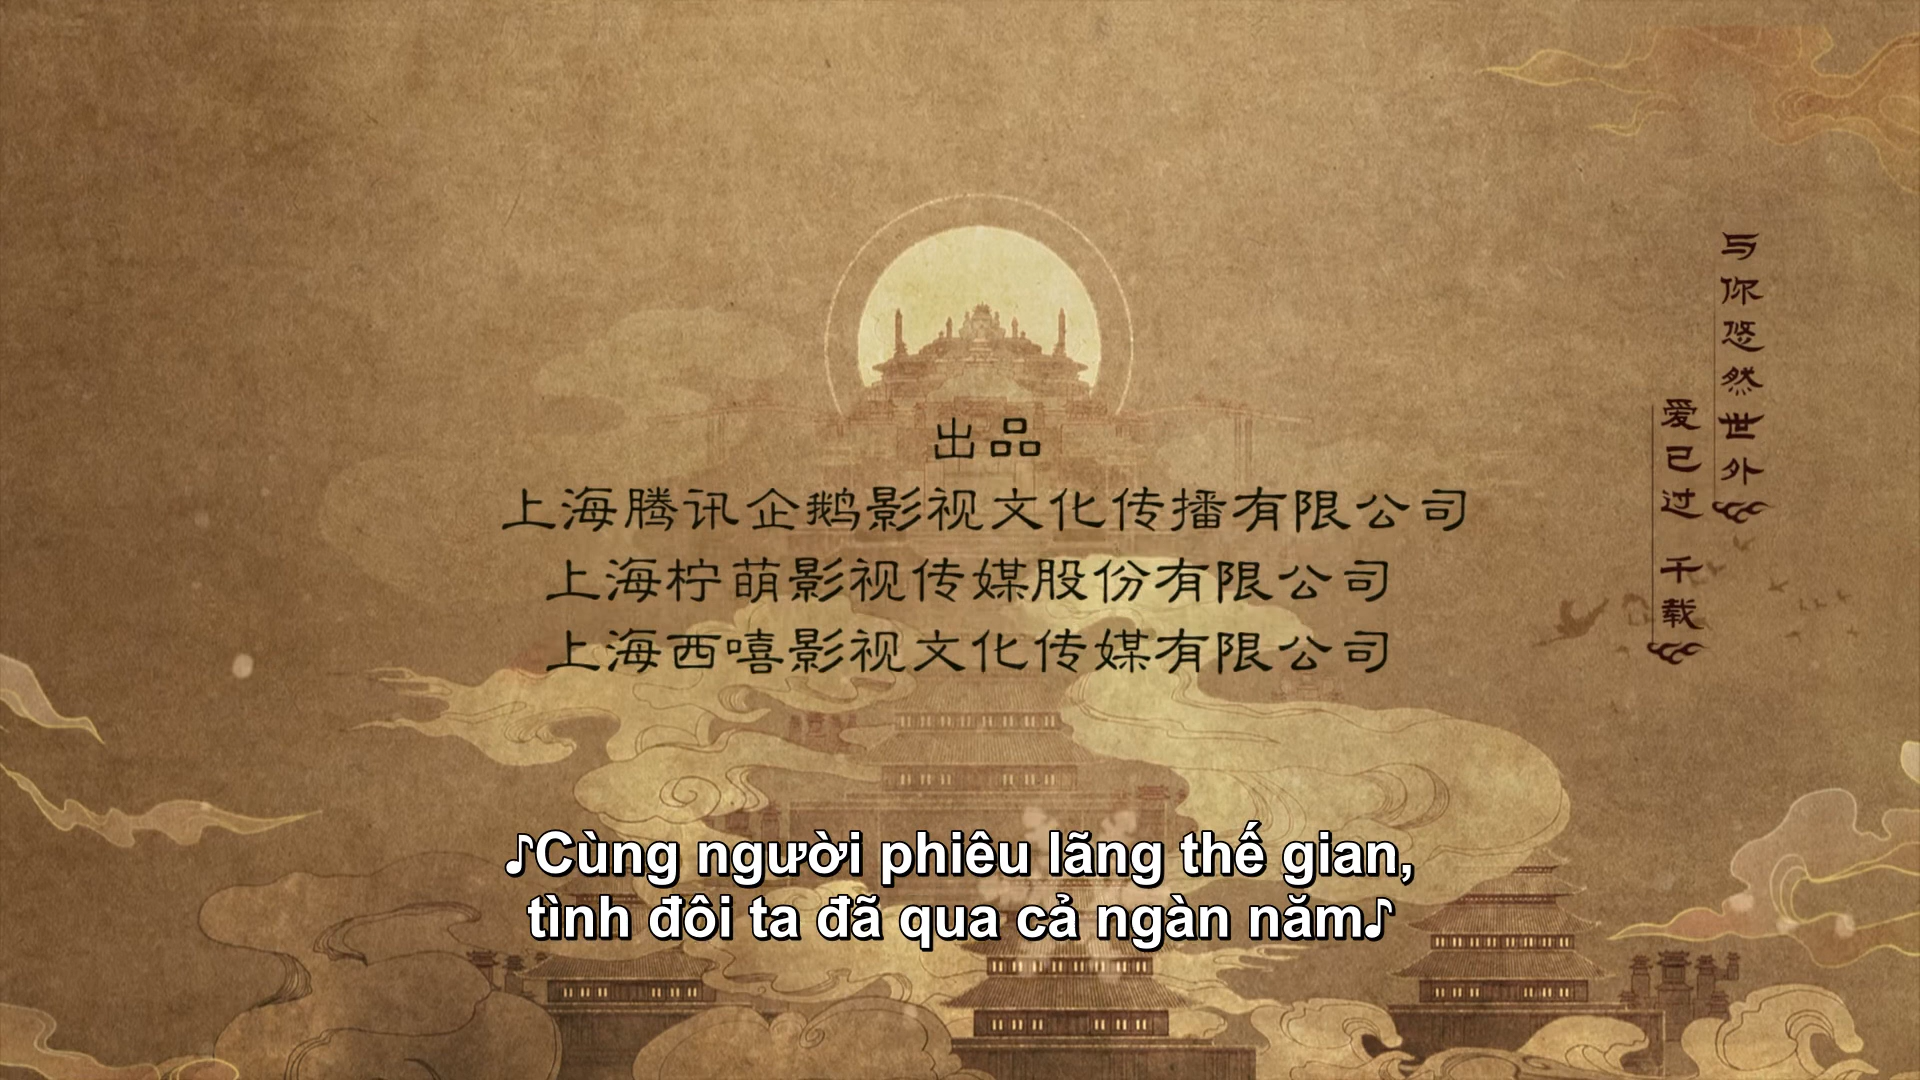 与你悠然世外
爱已过 千载
出品
上海腾讯企鹅影视文化传播有限公司
上海柠萌影视传媒股份有限公司
上海西嘻影视文化传媒有限公司
♪Cùng người phiêu lãng thế gian,
tình đôi ta đã qua cả ngàn năm♪